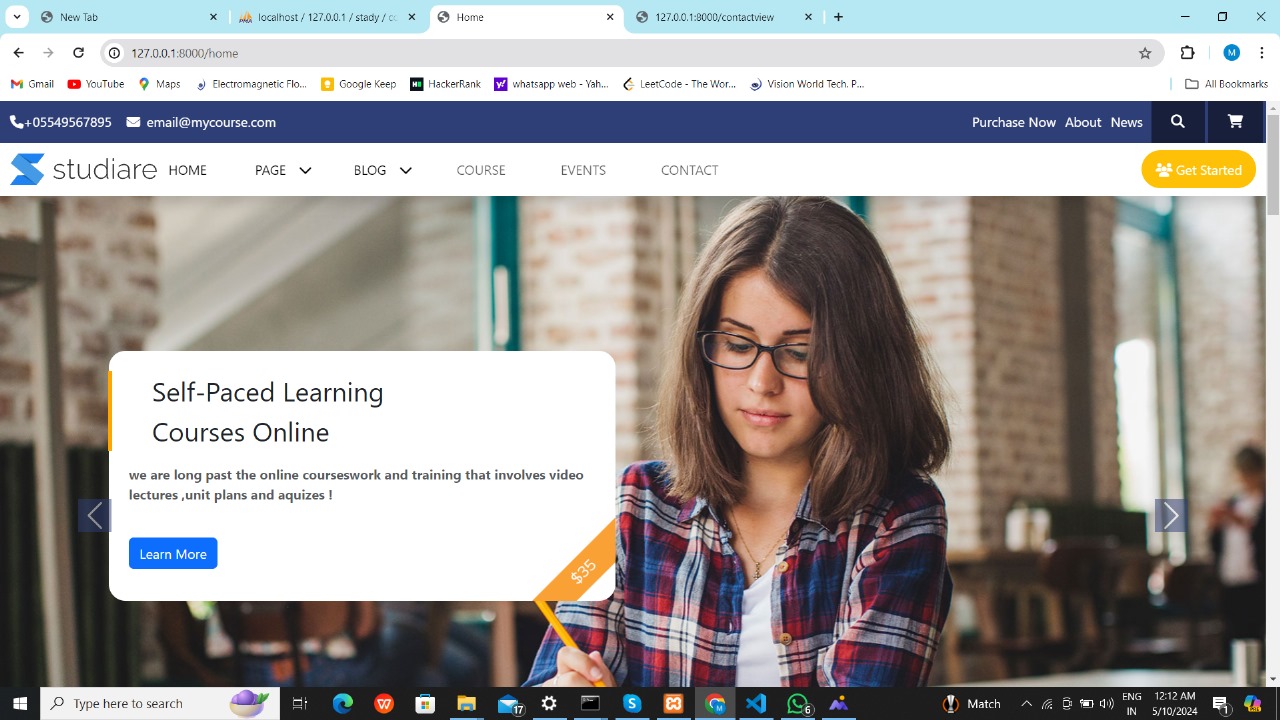 New Tab
localhost / 127.0.0.1 / stady / co
Home
127.0.0.1:8000/contactview
127.0.0.1:8000/home
M
Gmail
YouTube
Maps
Electromagnetic Flo...
Google Keep
HackerRank
whatsapp web - Yah...
LeetCode - The Wor...
Vision World Tech. P...
All Bookmarks
+05549567895 email@mycourse.com
Purchase Now About News
studiare
HOME PAGE BLOG COURSE EVENTS CONTACT
Get Started
Self-Paced Learning
Courses Online
we are long past the online courseswork and training that involves video
lectures ,unit plans and aquizes !
Learn More
$35
Type here to search
17
6
Match
ENG
IN
12:12 AM
5/10/2024
1